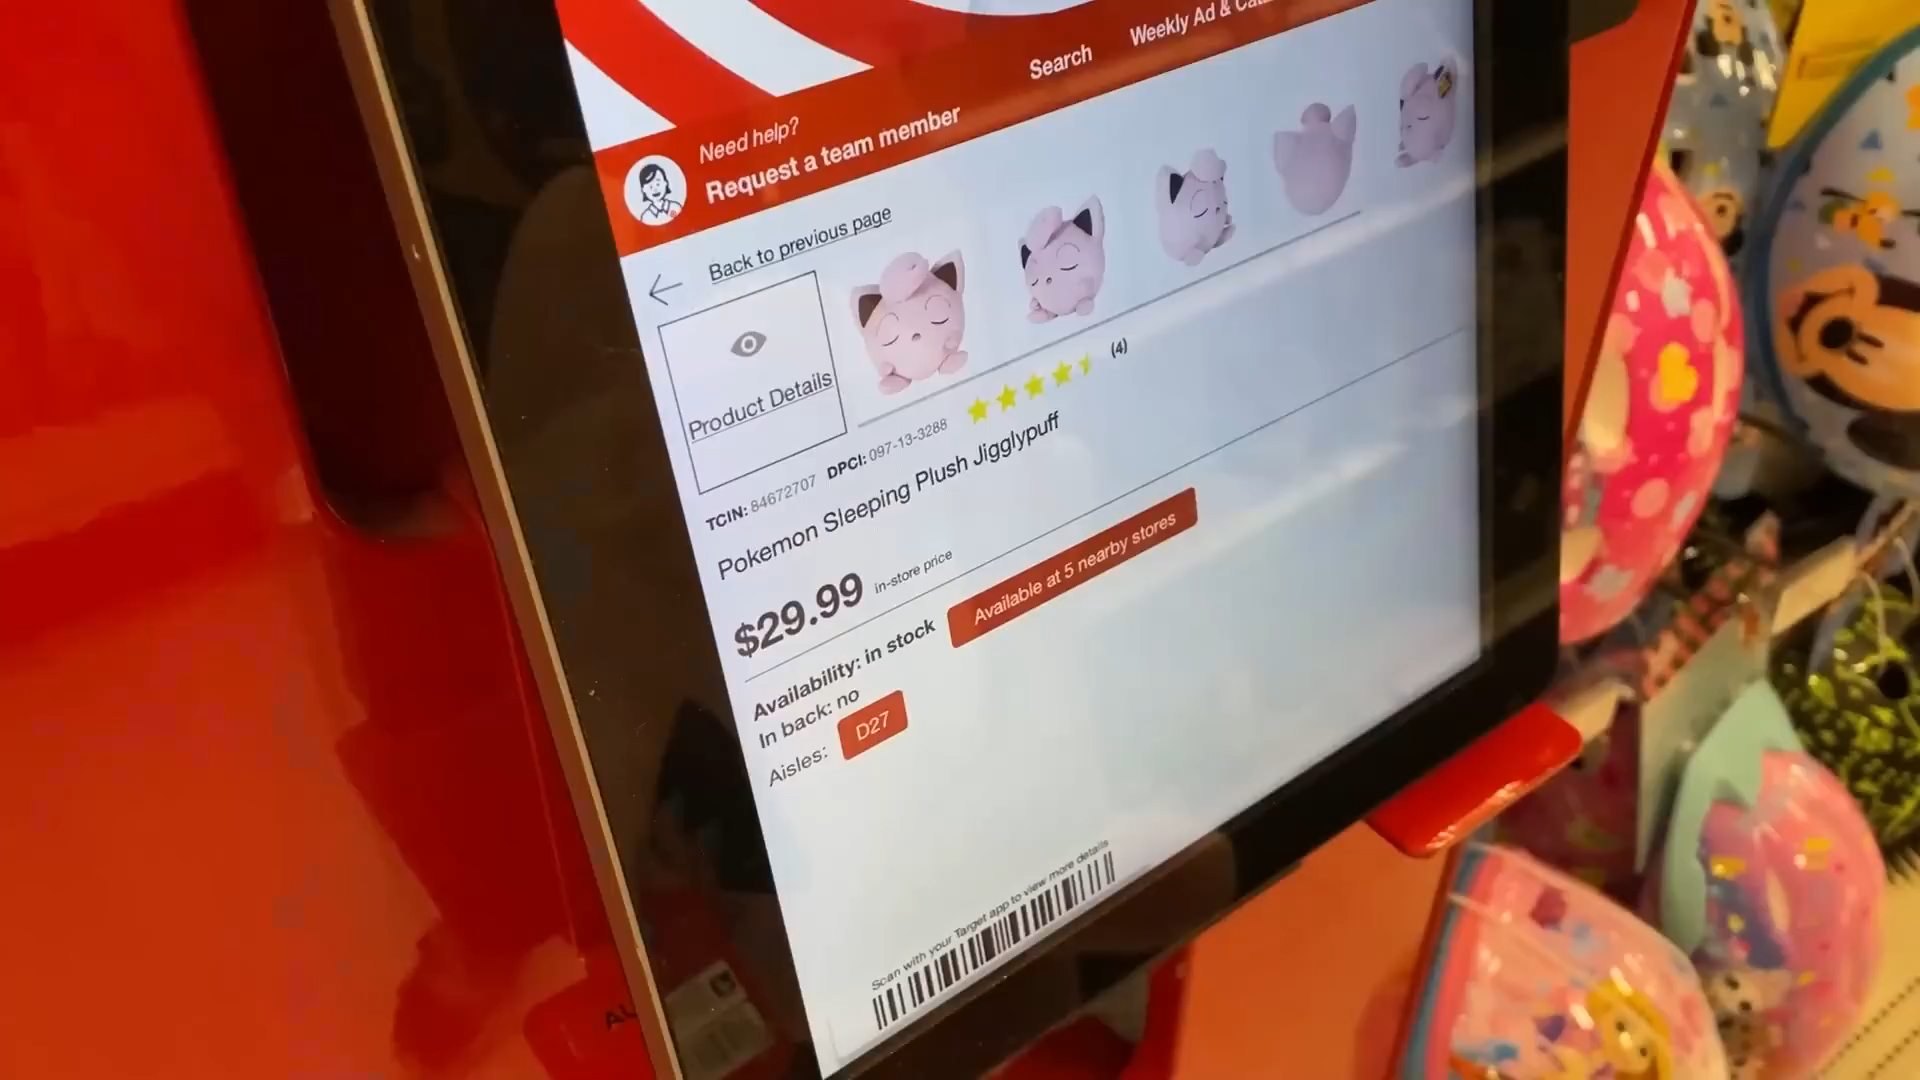 Search
Weekly Ad &
Need help?
Request a team member
Back to previous page
Product Details
TCIN: 84672707 DPCI: 097-13-3288
(4)
Pokemon Sleeping Plush Jigglypuff
$29.99 in-store price
Availability: in stock
Available at 5 nearby stores
In back: no
Aisles: D27
Scan with your Target app to view more details